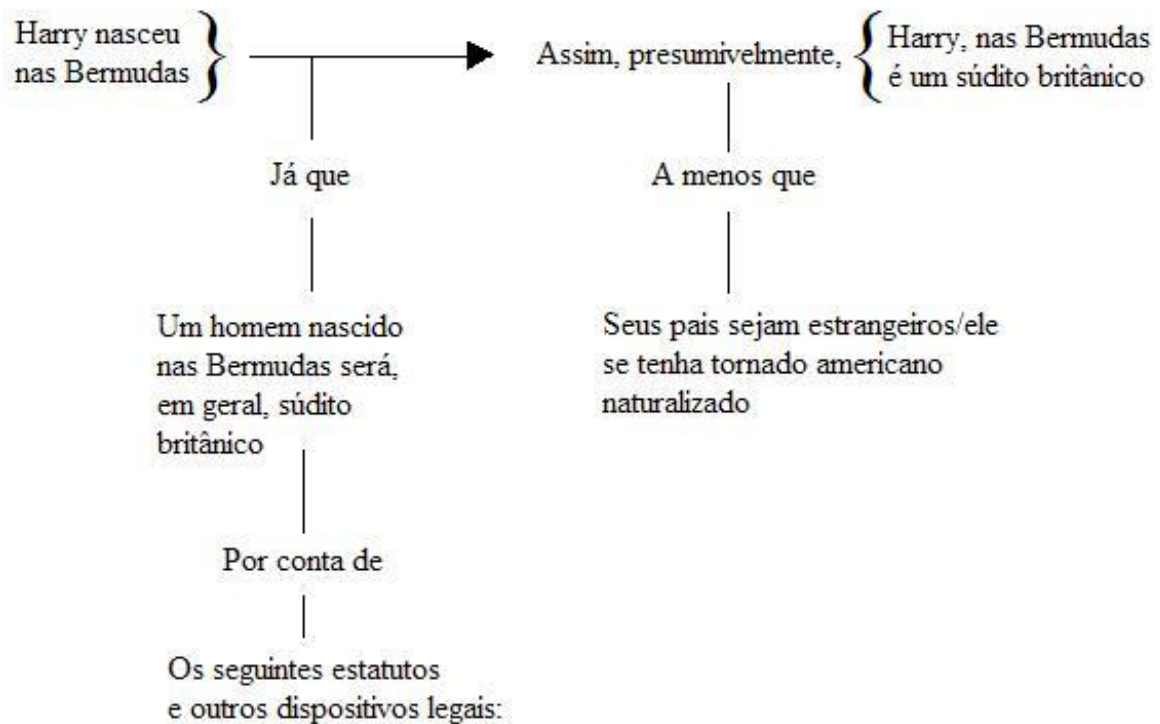 Harry nasceu
nas Bermudas
Assim, presumivelmente,
Harry, nas Bermudas
é um súdito britânico
Já que
A menos que
Um homem nascido
nas Bermudas será,
em geral, súdito
britânico
Seus pais sejam estrangeiros/ele
se tenha tornado americano
naturalizado
Por conta de
Os seguintes estatutos
e outros dispositivos legais: